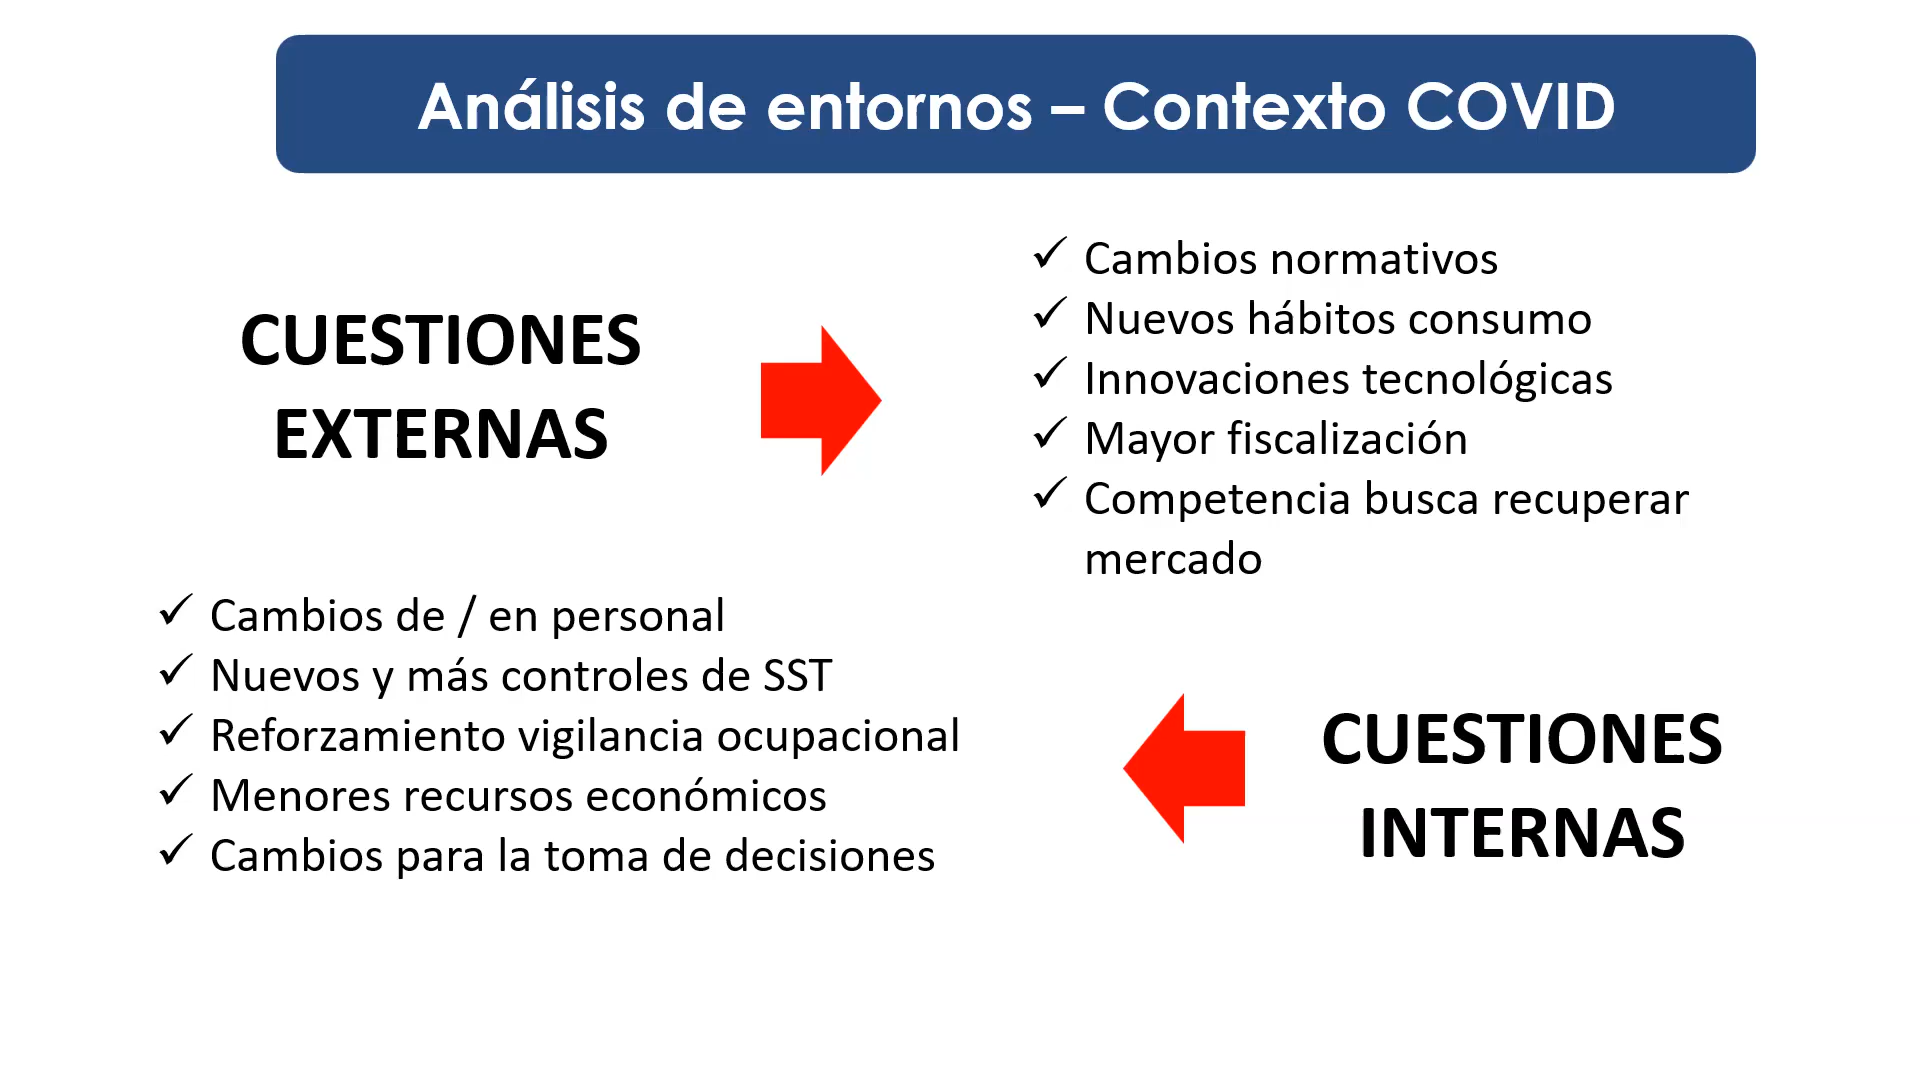 Análisis de entornos – Contexto COVID
CUESTIONES
EXTERNAS
✓ Cambios normativos
✓ Nuevos hábitos consumo
✓ Innovaciones tecnológicas
✓ Mayor fiscalización
✓ Competencia busca recuperar
mercado
✓ Cambios de / en personal
✓ Nuevos y más controles de SST
✓ Reforzamiento vigilancia ocupacional
✓ Menores recursos económicos
✓ Cambios para la toma de decisiones
CUESTIONES
INTERNAS